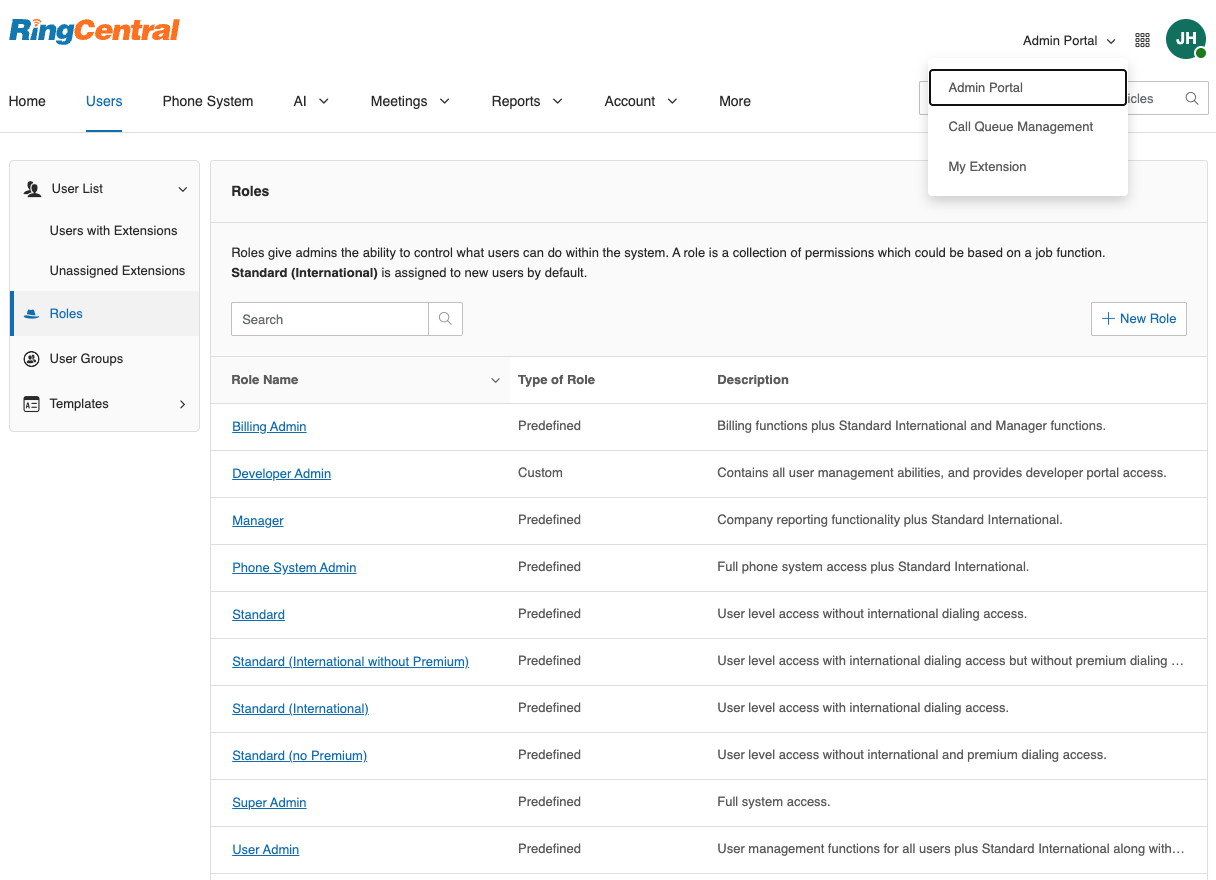 RingCentral
Admin Portal
JH
Home
Users
Phone System
AI
Meetings
Reports
Account
More
Admin Portal
Call Queue Management
My Extension
User List
Users with Extensions
Unassigned Extensions
Roles
User Groups
Templates
Roles
Roles give admins the ability to control what users can do within the system. A role is a collection of permissions which could be based on a job function.
Standard (International) is assigned to new users by default.
Search
New Role
Role Name Type of Role Description
Billing Admin Predefined Billing functions plus Standard International and Manager functions.
Developer Admin Custom Contains all user management abilities, and provides developer portal access.
Manager Predefined Company reporting functionality plus Standard International.
Phone System Admin Predefined Full phone system access plus Standard International.
Standard Predefined User level access without international dialing access.
Standard (International without Premium) Predefined User level access with international dialing access but without premium dialing …
Standard (International) Predefined User level access with international dialing access.
Standard (no Premium) Predefined User level access without international and premium dialing access.
Super Admin Predefined Full system access.
User Admin Predefined User management functions for all users plus Standard International along with…